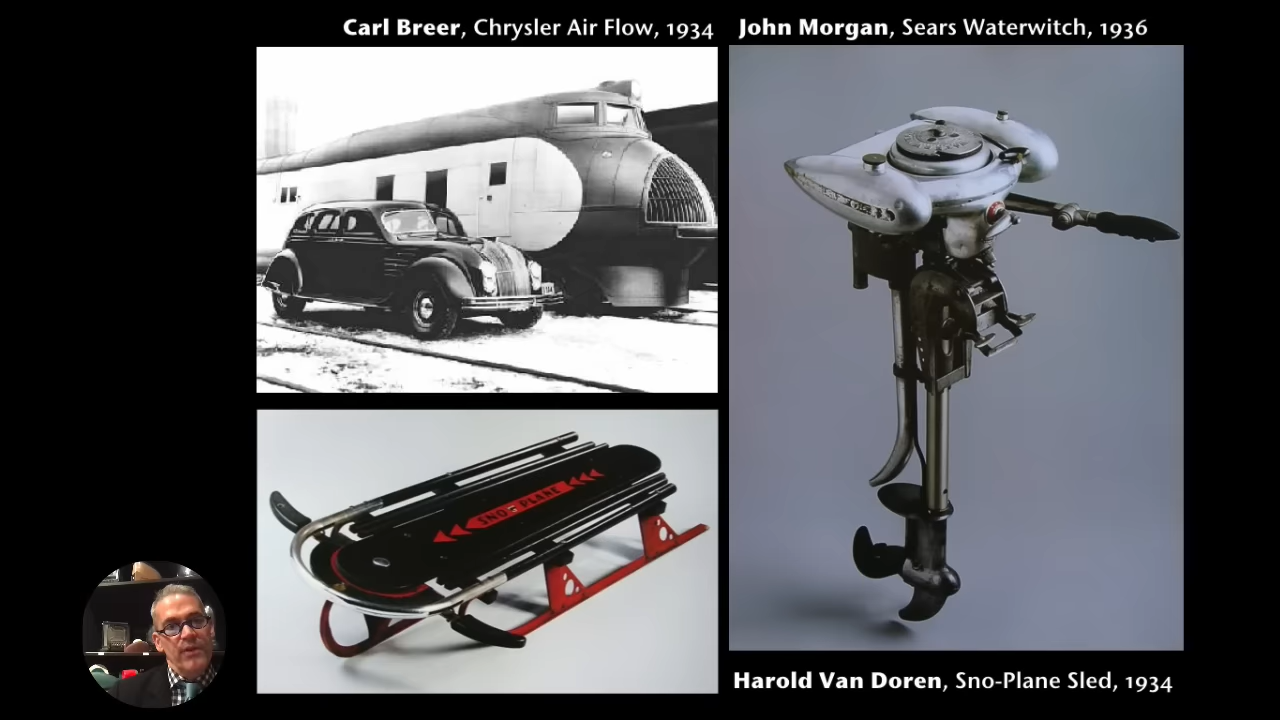 Carl Breer, Chrysler Air Flow, 1934
John Morgan, Sears Waterwitch, 1936
SNO-PLANE
Harold Van Doren, Sno-Plane Sled, 1934